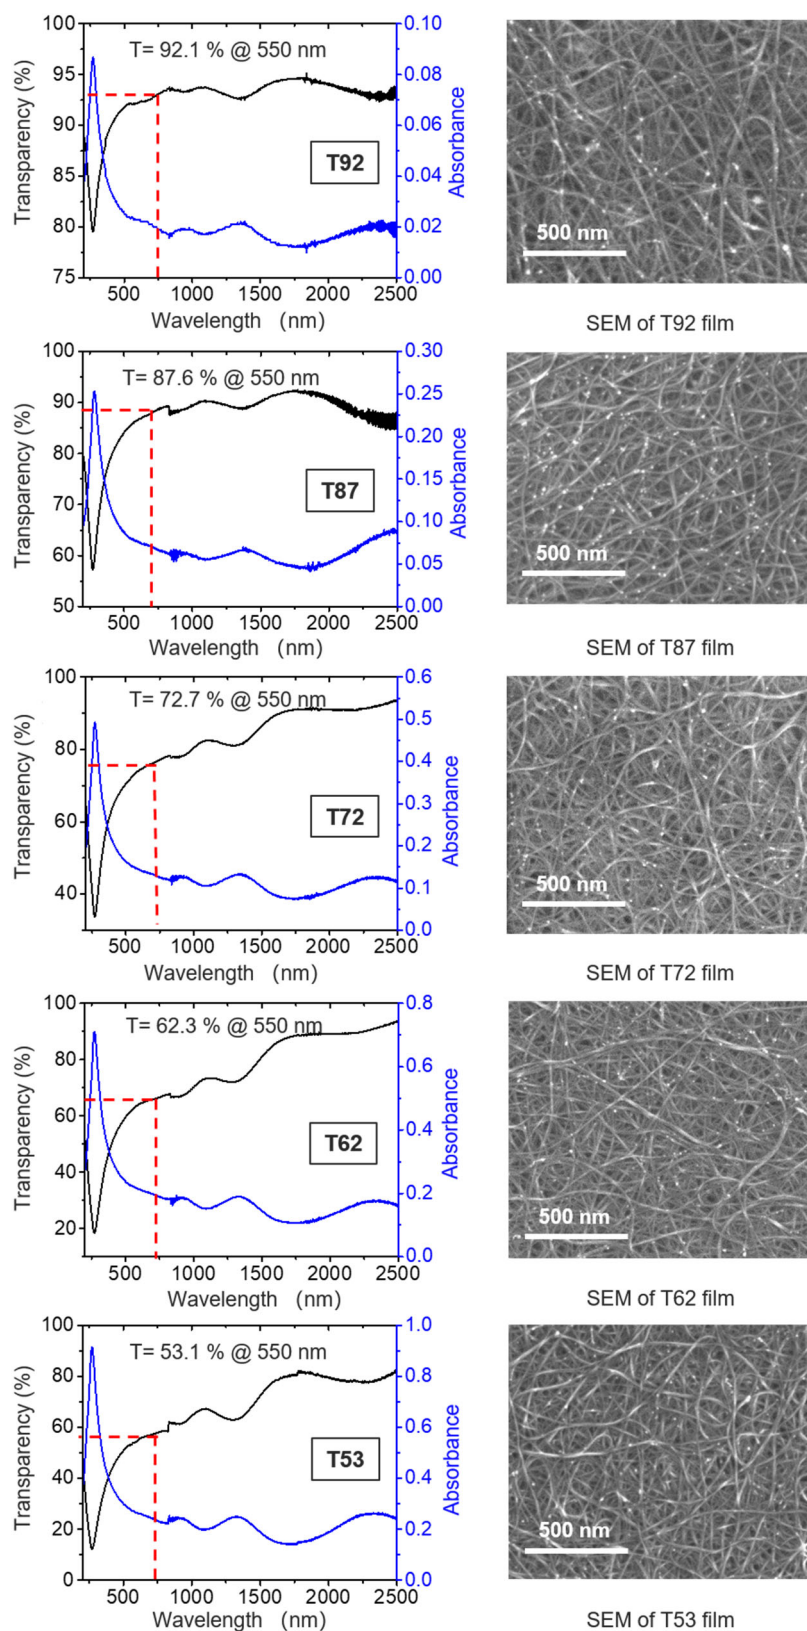 T= 92.1 % @ 550 nm
T92
Transparency (%)
100
95
90
85
80
75
0.10
0.08
0.06
0.04
0.02
0.00
Absorbance
500 1000 1500 2000 2500
Wavelength (nm)
500 nm
SEM of T92 film
T= 87.6 % @ 550 nm
T87
Transparency (%)
100
90
80
70
60
50
0.30
0.25
0.20
0.15
0.10
0.05
0.00
Absorbance
500 1000 1500 2000 2500
Wavelength (nm)
500 nm
SEM of T87 film
T= 72.7 % @ 550 nm
T72
Transparency (%)
100
80
60
40
0.6
0.5
0.4
0.3
0.2
0.1
0.0
Absorbance
500 1000 1500 2000 2500
Wavelength (nm)
500 nm
SEM of T72 film
T= 62.3 % @ 550 nm
T62
Transparency (%)
100
80
60
40
20
0.8
0.6
0.4
0.2
0.0
Absorbance
500 1000 1500 2000 2500
Wavelength (nm)
500 nm
SEM of T62 film
T= 53.1 % @ 550 nm
T53
Transparency (%)
100
80
60
40
20
0
1.0
0.8
0.6
0.4
0.2
0.0
Absorbance
500 1000 1500 2000 2500
Wavelength (nm)
500 nm
SEM of T53 film